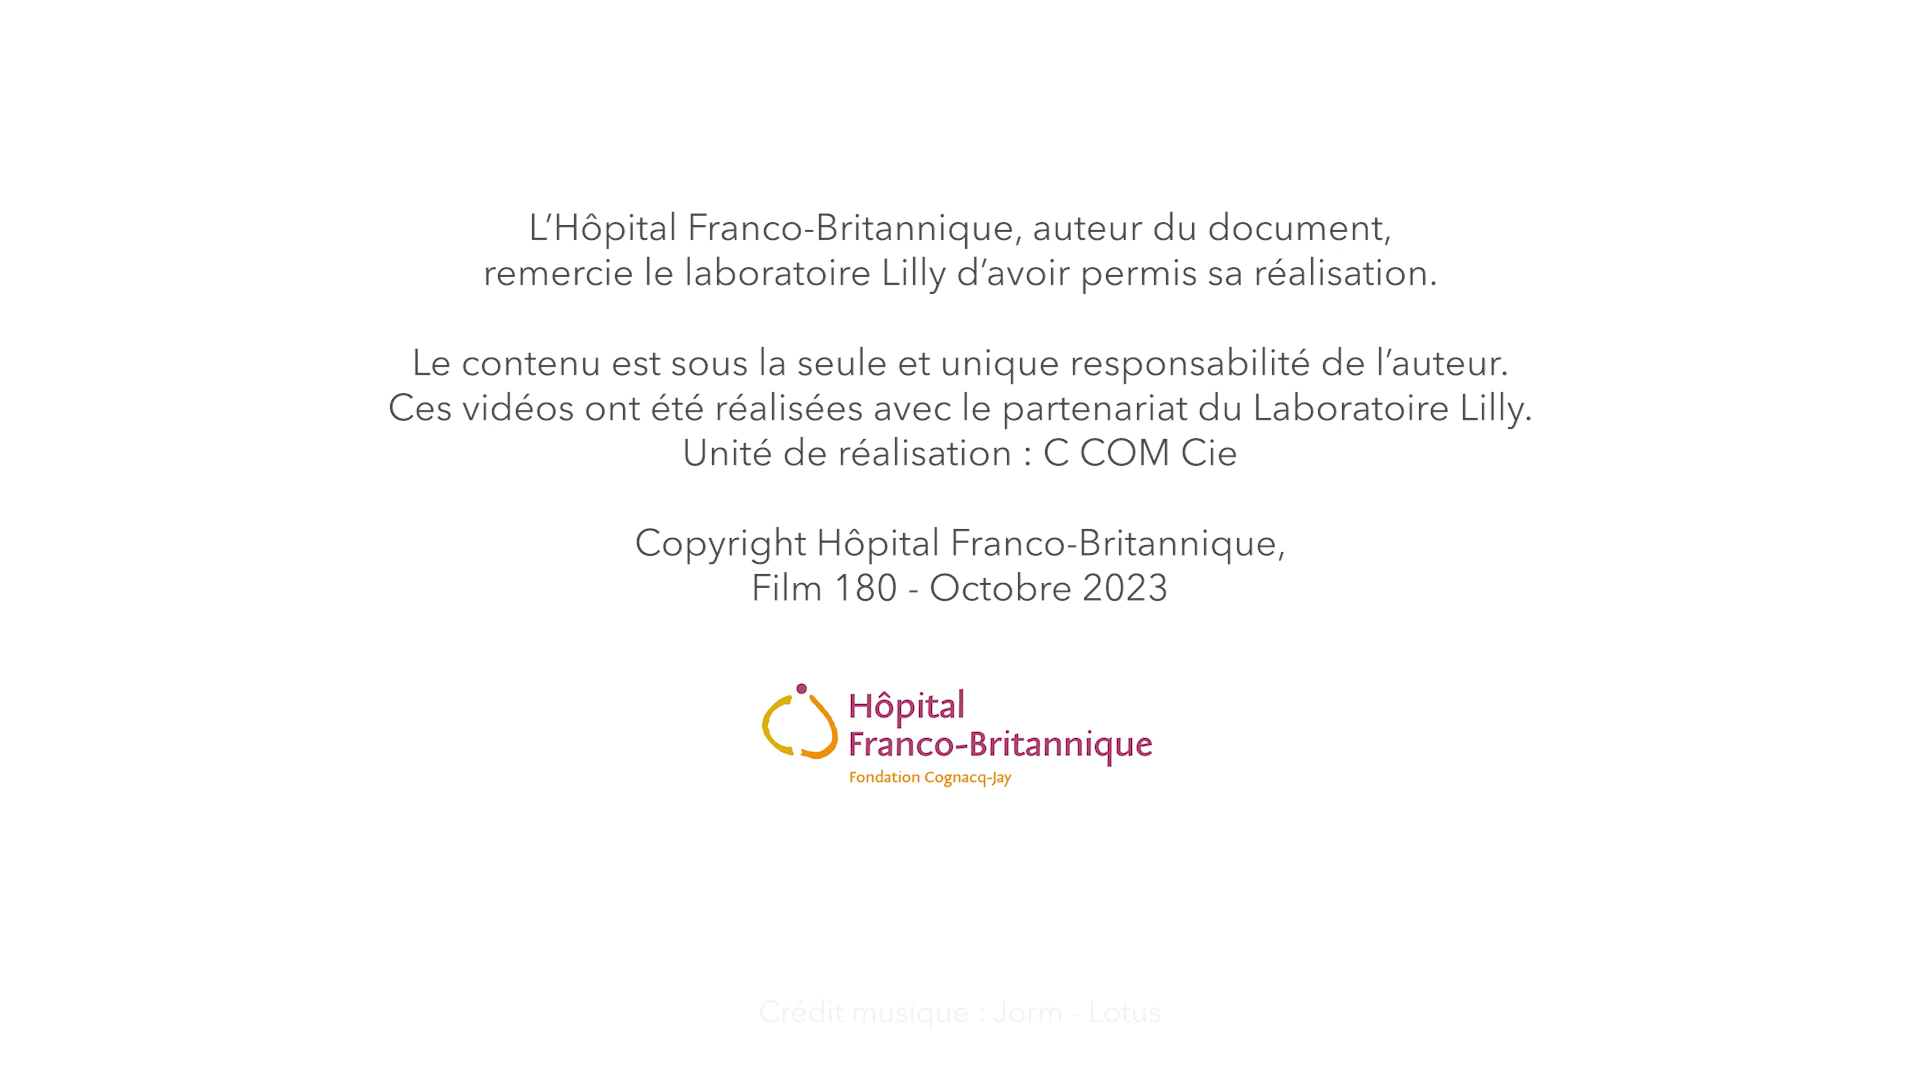 L’Hôpital Franco-Britannique, auteur du document,
remercie le laboratoire Lilly d’avoir permis sa réalisation.
Le contenu est sous la seule et unique responsabilité de l’auteur.
Ces vidéos ont été réalisées avec le partenariat du Laboratoire Lilly.
Unité de réalisation : C COM Cie
Copyright Hôpital Franco-Britannique,
Film 180 - Octobre 2023
Hôpital
Franco-Britannique
Fondation Cognacq-Jay
Crédit musique : Jorm - Lotus